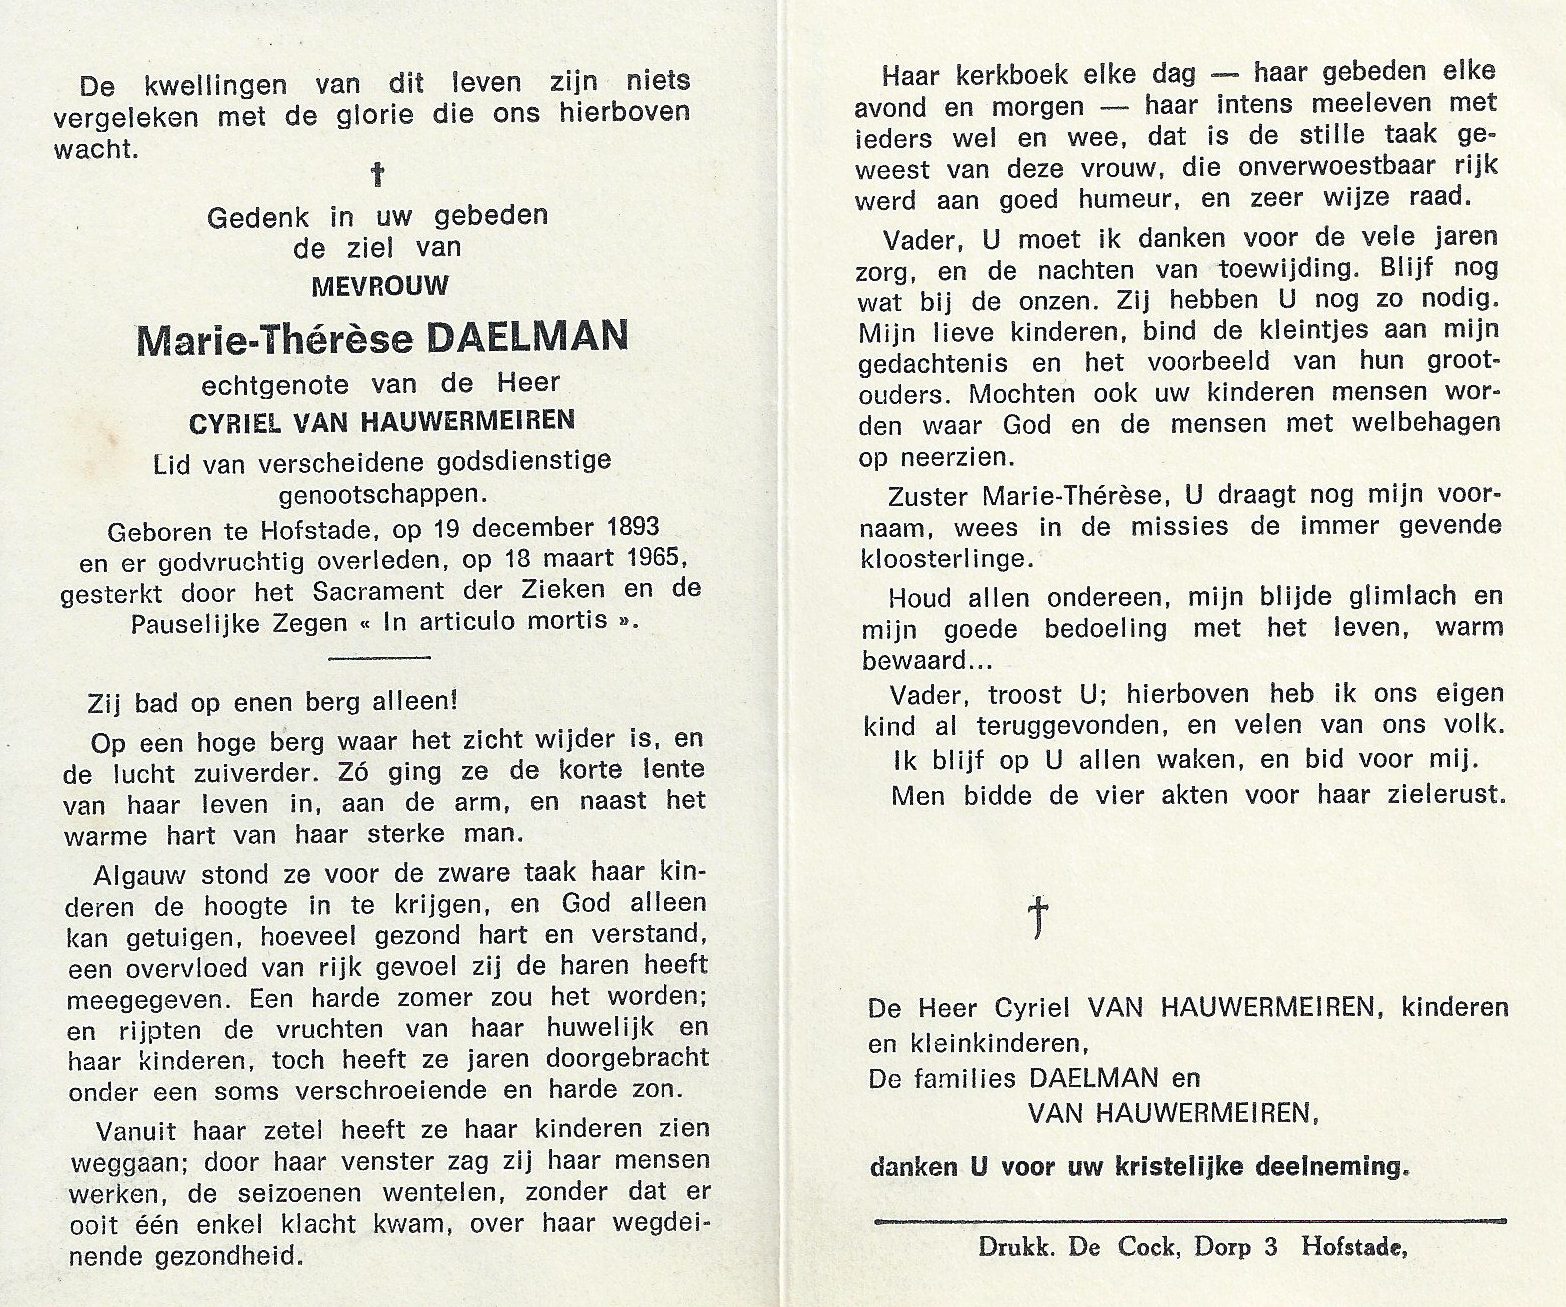 De kwellingen van dit leven zijn niets
vergeleken met de glorie die ons hierboven
wacht.
✝
Gedenk in uw gebeden
de ziel van
MEVROUW
Marie-Thérèse DAELMAN
echtgenote van de Heer
CYRIEL VAN HAUWERMEIREN
Lid van verscheidene godsdienstige
genootschappen.
Geboren te Hofstade, op 19 december 1893
en er godvruchtig overleden, op 18 maart 1965,
gesterkt door het Sacrament der Zieken en de
Pauselijke Zegen « In articulo mortis ».
Zij bad op enen berg alleen!
Op een hoge berg waar het zicht wijder is, en
de lucht zuiverder. Zó ging ze de korte lente
van haar leven in, aan de arm, en naast het
warme hart van haar sterke man.
Algauw stond ze voor de zware taak haar kin-
deren de hoogte in te krijgen, en God alleen
kan getuigen, hoeveel gezond hart en verstand,
een overvloed van rijk gevoel zij de haren heeft
meegegeven. Een harde zomer zou het worden;
en rijpten de vruchten van haar huwelijk en
haar kinderen, toch heeft ze jaren doorgebracht
onder een soms verschroeiende en harde zon.
Vanuit haar zetel heeft ze haar kinderen zien
weggaan; door haar venster zag zij haar mensen
werken, de seizoenen wentelen, zonder dat er
ooit één enkel klacht kwam, over haar wegdei-
nende gezondheid.
Haar kerkboek elke dag — haar gebeden elke
avond en morgen — haar intens meeleven met
ieders wel en wee, dat is de stille taak ge-
weest van deze vrouw, die onverwoestbaar rijk
werd aan goed humeur, en zeer wijze raad.
Vader, U moet ik danken voor de vele jaren
zorg, en de nachten van toewijding. Blijf nog
wat bij de onzen. Zij hebben U nog zo nodig.
Mijn lieve kinderen, bind de kleintjes aan mijn
gedachtenis en het voorbeeld van hun groot-
ouders. Mochten ook uw kinderen mensen wor-
den waar God en de mensen met welbehagen
op neerzien.
Zuster Marie-Thérèse, U draagt nog mijn voor-
naam, wees in de missies de immer gevende
kloosterlinge.
Houd allen ondereen, mijn blijde glimlach en
mijn goede bedoeling met het leven, warm
bewaard...
Vader, troost U; hierboven heb ik ons eigen
kind al teruggevonden, en velen van ons volk.
Ik blijf op U allen waken, en bid voor mij.
Men bidde de vier akten voor haar zielerust.
✝
De Heer Cyriel VAN HAUWERMEIREN, kinderen
en kleinkinderen,
De families DAELMAN en
VAN HAUWERMEIREN,
danken U voor uw kristelijke deelneming.
Drukk. De Cock, Dorp 3 Hofstade,